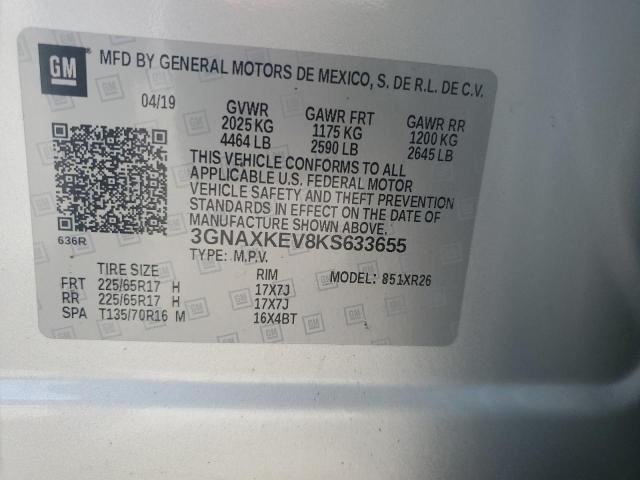 GM MFD BY GENERAL MOTORS DE MEXICO, S. DE R.L. DE C.V.
04/19 GVWR GAWR FRT GAWR RR
2025 KG 1175 KG 1200 KG
4464 LB 2590 LB 2645 LB
THIS VEHICLE CONFORMS TO ALL
APPLICABLE U.S. FEDERAL MOTOR
VEHICLE SAFETY AND THEFT PREVENTION
STANDARDS IN EFFECT ON THE DATE
OF MANUFACTURE SHOWN ABOVE.
636R 3GNAXKEV8KS633655
TYPE: M.P.V.
TIRE SIZE RIM MODEL: 851XR26
FRT 225/65R17 H 17X7J
RR 225/65R17 H 17X7J
SPA T135/70R16 M 16X4BT